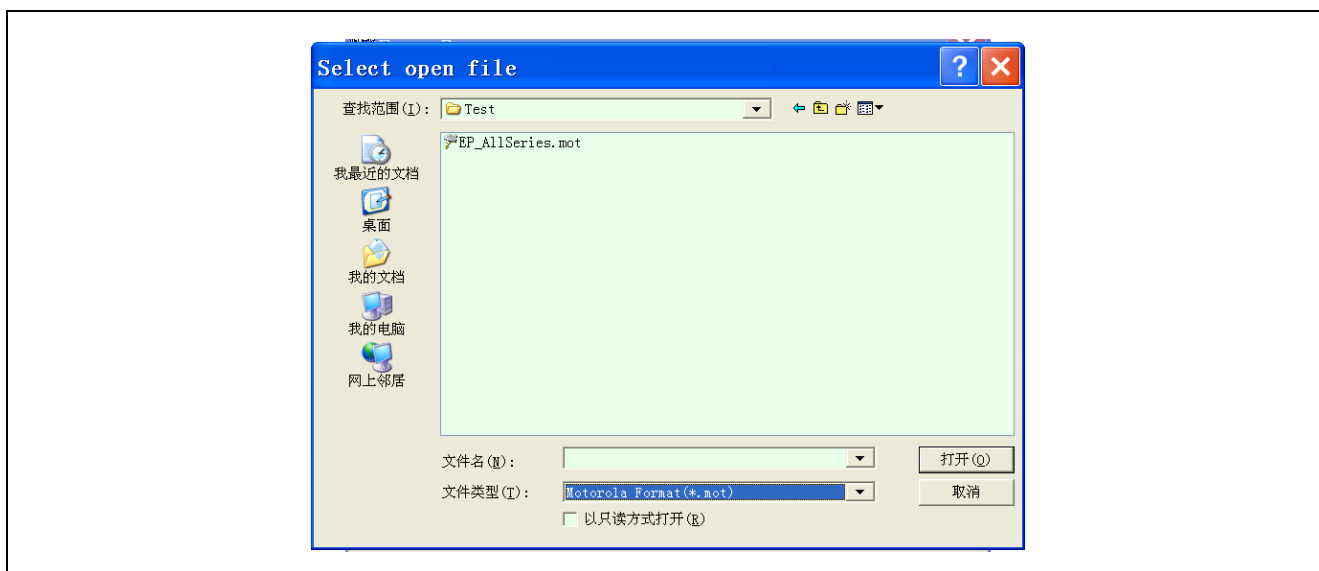 Select open file
查找范围(I): Test
EP_AllSeries.mot
我最近的文档
桌面
我的文档
我的电脑
网上邻居
文件名(N): 打开(O)
文件类型(T): Motorola Format(*.mot) 取消
以只读方式打开(R)